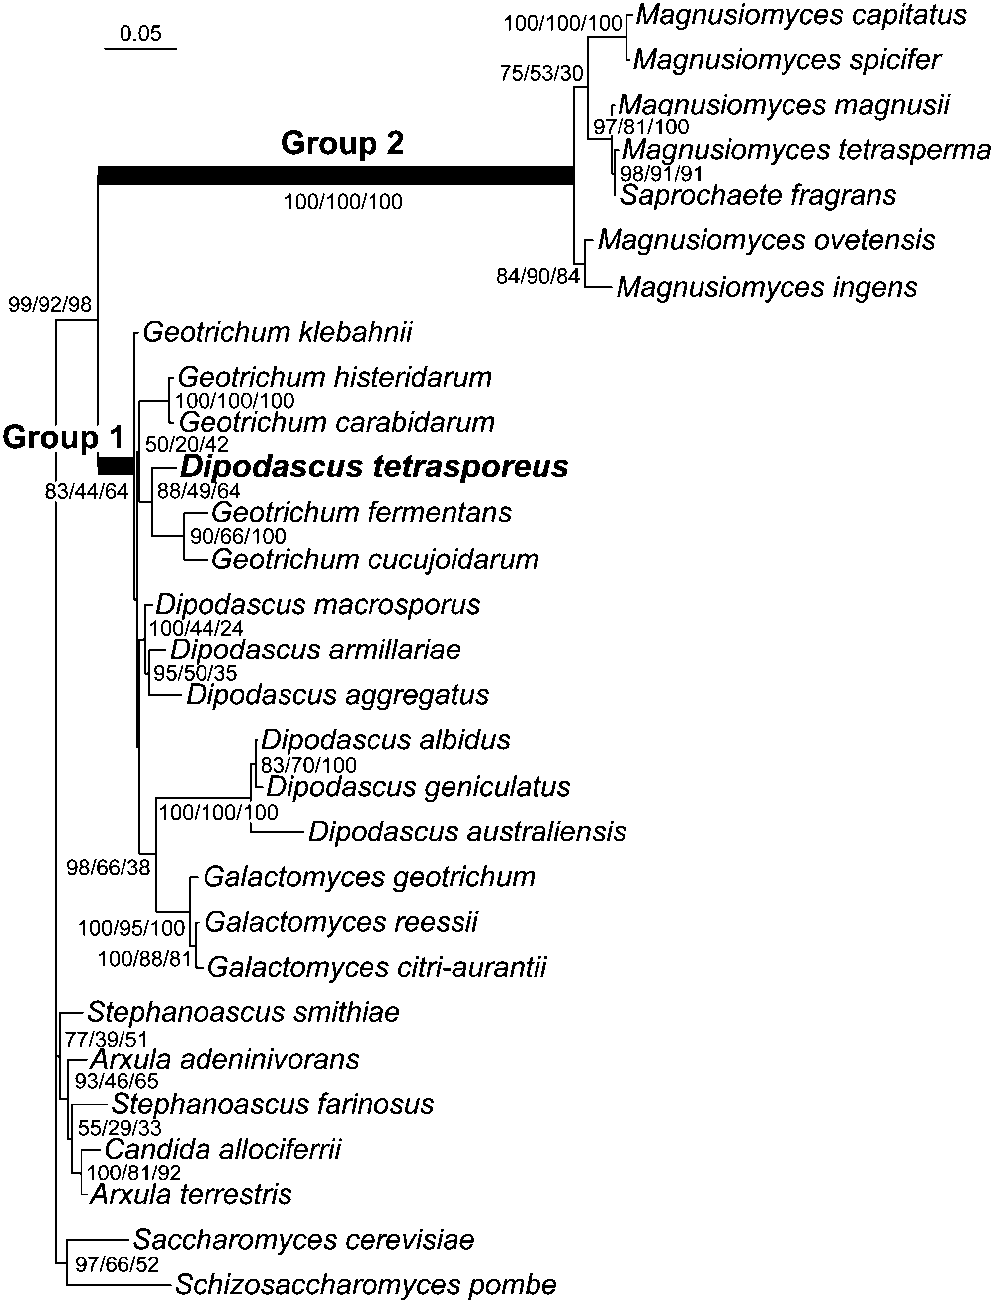 0.05
100/100/100
Magnusiomyces capitatus
Magnusiomyces spicifer
75/53/30
Magnusiomyces magnusii
97/81/100
Magnusiomyces tetrasperma
98/91/91
Saprochaete fragrans
Group 2
100/100/100
Magnusiomyces ovetensis
84/90/84
Magnusiomyces ingens
99/92/98
Geotrichum klebahnii
Geotrichum histeridarum
100/100/100
Geotrichum carabidarum
Group 1
50/20/42
Dipodascus tetrasporeus
83/44/64
88/49/64
Geotrichum fermentans
90/66/100
Geotrichum cucujoidarum
Dipodascus macrosporus
100/44/24
Dipodascus armillariae
95/50/35
Dipodascus aggregatus
Dipodascus albidus
83/70/100
Dipodascus geniculatus
100/100/100
Dipodascus australiensis
98/66/38
Galactomyces geotrichum
Galactomyces reessii
100/95/100
100/88/81
Galactomyces citri-aurantii
Stephanoascus smithiae
77/39/51
Arxula adeninivorans
93/46/65
Stephanoascus farinosus
55/29/33
Candida allociferrii
100/81/92
Arxula terrestris
Saccharomyces cerevisiae
97/66/52
Schizosaccharomyces pombe